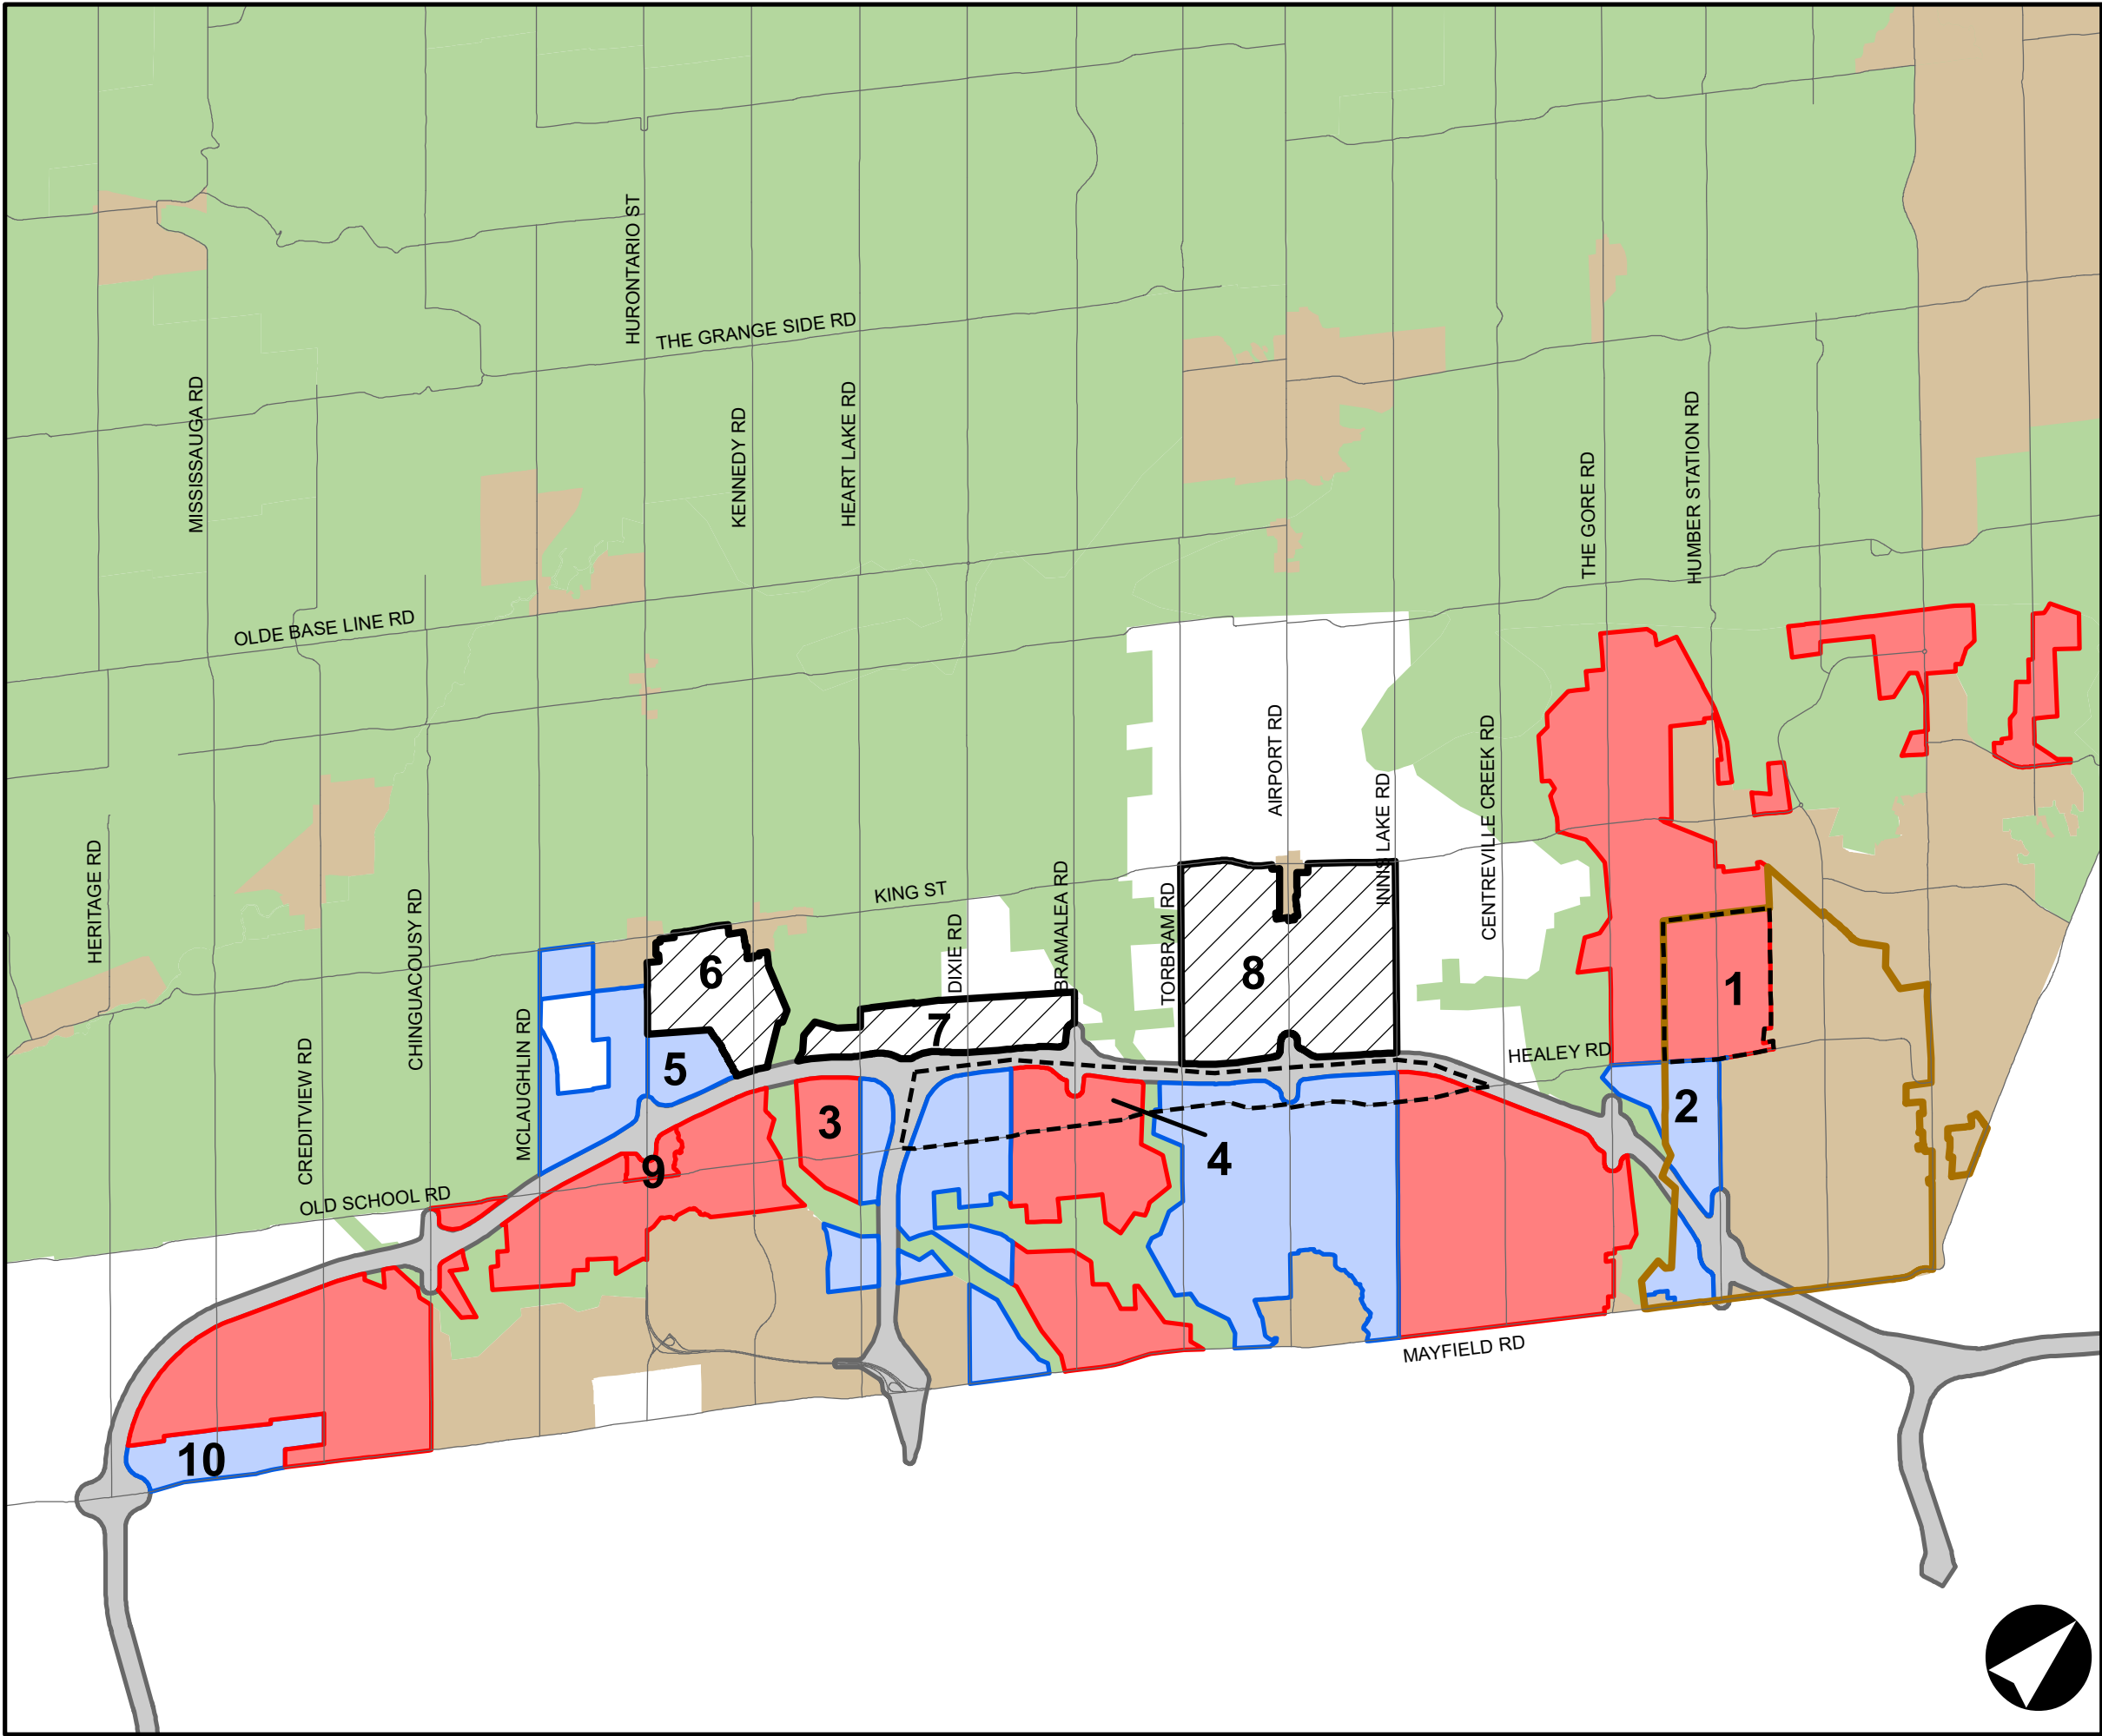 HURONTARIO ST
THE GRANGE SIDE RD
MISSISSAUGA RD
KENNEDY RD
HEART LAKE RD
THE GORE RD
HUMBER STATION RD
OLDE BASE LINE RD
AIRPORT RD
INNIS LAKE RD
CENTREVILLE CREEK RD
HERITAGE RD
CHINGUACOUSY RD
KING ST
DIXIE RD
BRAMALEA RD
TORBRAM RD
6
8
1
7
CREDITVIEW RD
MCLAUGHLIN RD
5
HEALEY RD
3
2
4
9
OLD SCHOOL RD
MAYFIELD RD
10